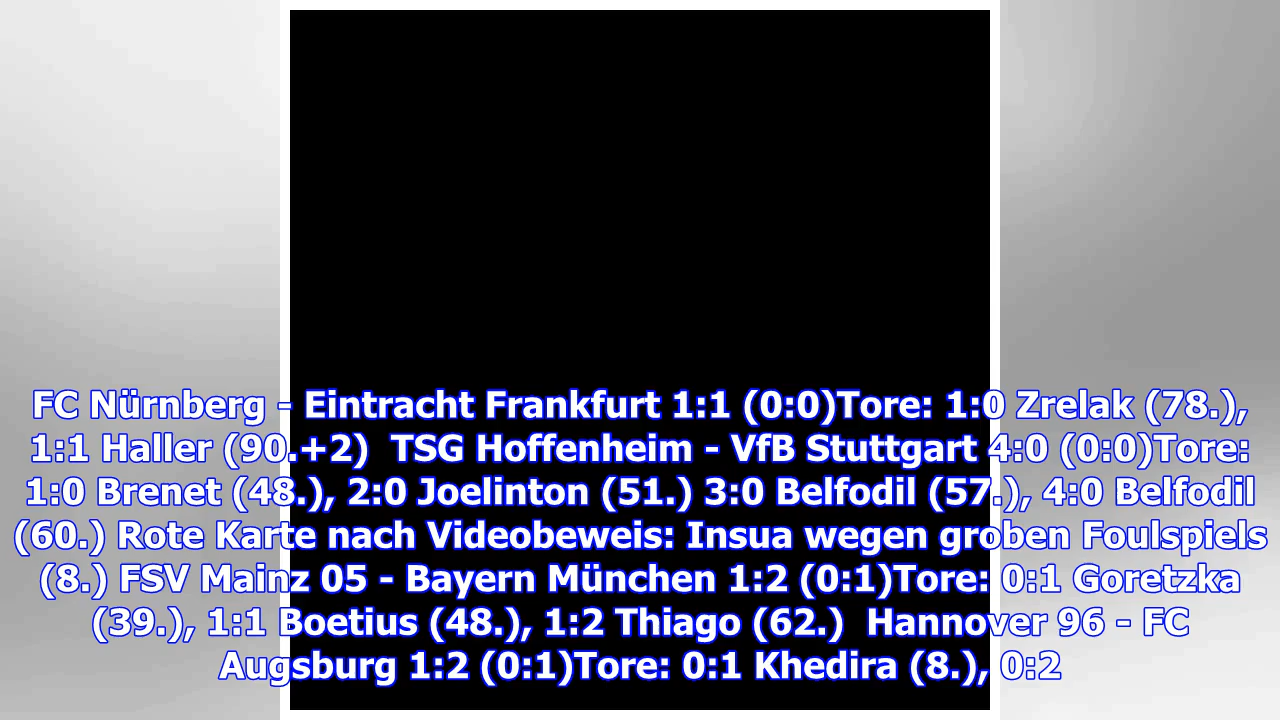 FC Nürnberg - Eintracht Frankfurt 1:1 (0:0)Tore: 1:0 Zrelak (78.),
1:1 Haller (90.+2)  TSG Hoffenheim - VfB Stuttgart 4:0 (0:0)Tore:
1:0 Brenet (48.), 2:0 Joelinton (51.) 3:0 Belfodil (57.), 4:0 Belfodil
(60.) Rote Karte nach Videobeweis: Insua wegen groben Foulspiels
(8.) FSV Mainz 05 - Bayern München 1:2 (0:1)Tore: 0:1 Goretzka
(39.), 1:1 Boetius (48.), 1:2 Thiago (62.)  Hannover 96 - FC
Augsburg 1:2 (0:1)Tore: 0:1 Khedira (8.), 0:2